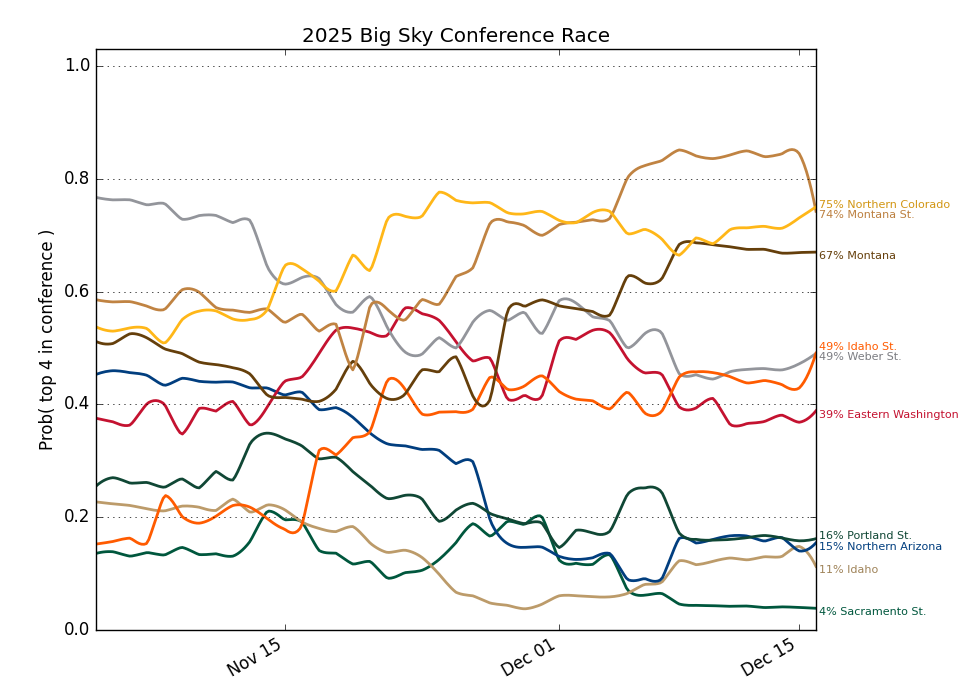 2025 Big Sky Conference Race
Prob( top 4 in conference )
1.0
0.8
0.6
0.4
0.2
0.0
Nov 15
Dec 01
Dec 15
75% Northern Colorado
74% Montana St.
67% Montana
49% Idaho St.
49% Weber St.
39% Eastern Washington
16% Portland St.
15% Northern Arizona
11% Idaho
4% Sacramento St.